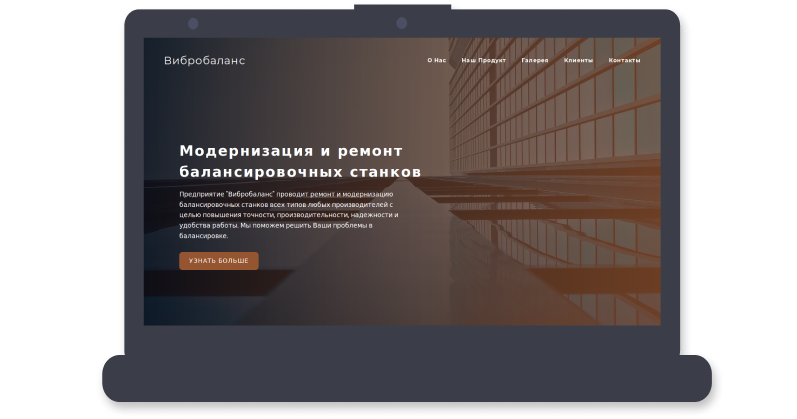 Вибробаланс
О Нас Наш Продукт Галерея Клиенты Контакты
Модернизация и ремонт
балансировочных станков
Предприятие "Вибробаланс" проводит ремонт и модернизацию
балансировочных станков всех типов любых производителей с
целью повышения точности, производительности, надежности и
удобства работы. Мы поможем решить Ваши проблемы в
балансировке.
УЗНАТЬ БОЛЬШЕ